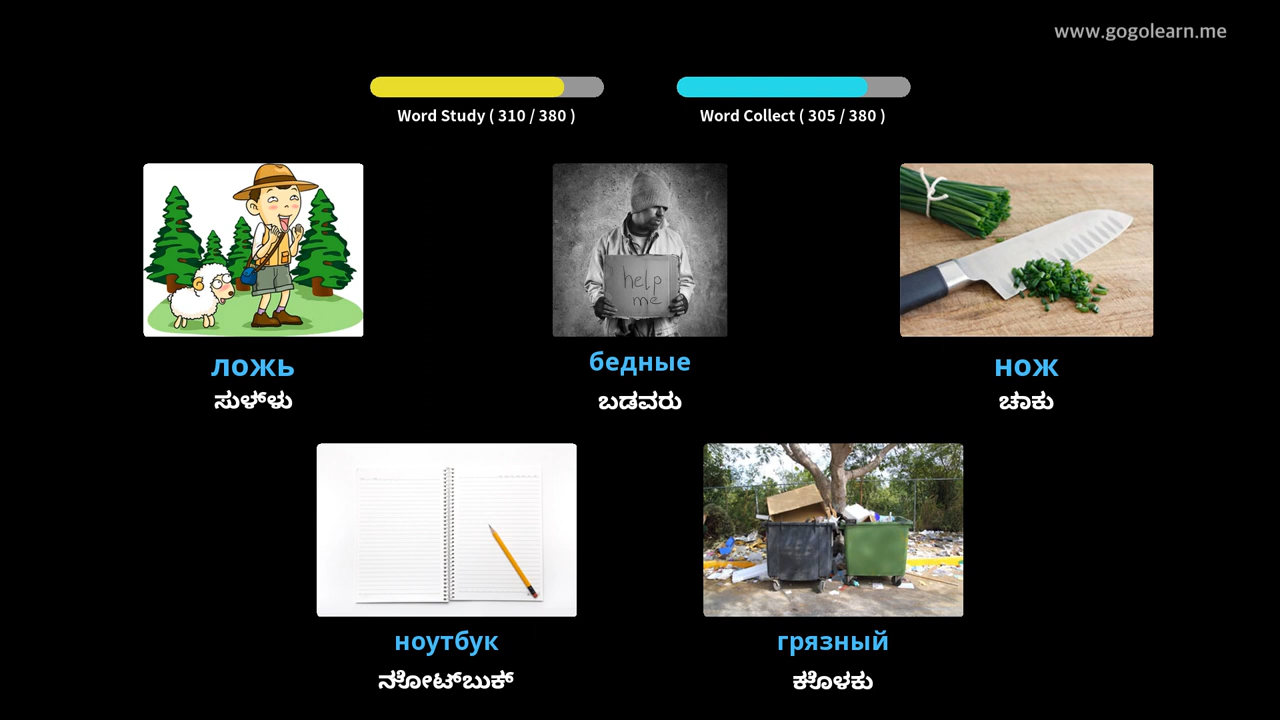 www.gogolearn.me
Word Study ( 310 / 380 )
Word Collect ( 305 / 380 )
help
me
ложь
бедные
нож
ಸುಳ್ಳು
ಬಡವರು
ಚಾಕು
ноутбук
грязный
ನೋಟ್‌ಬುಕ್
ಕೊಳಕು